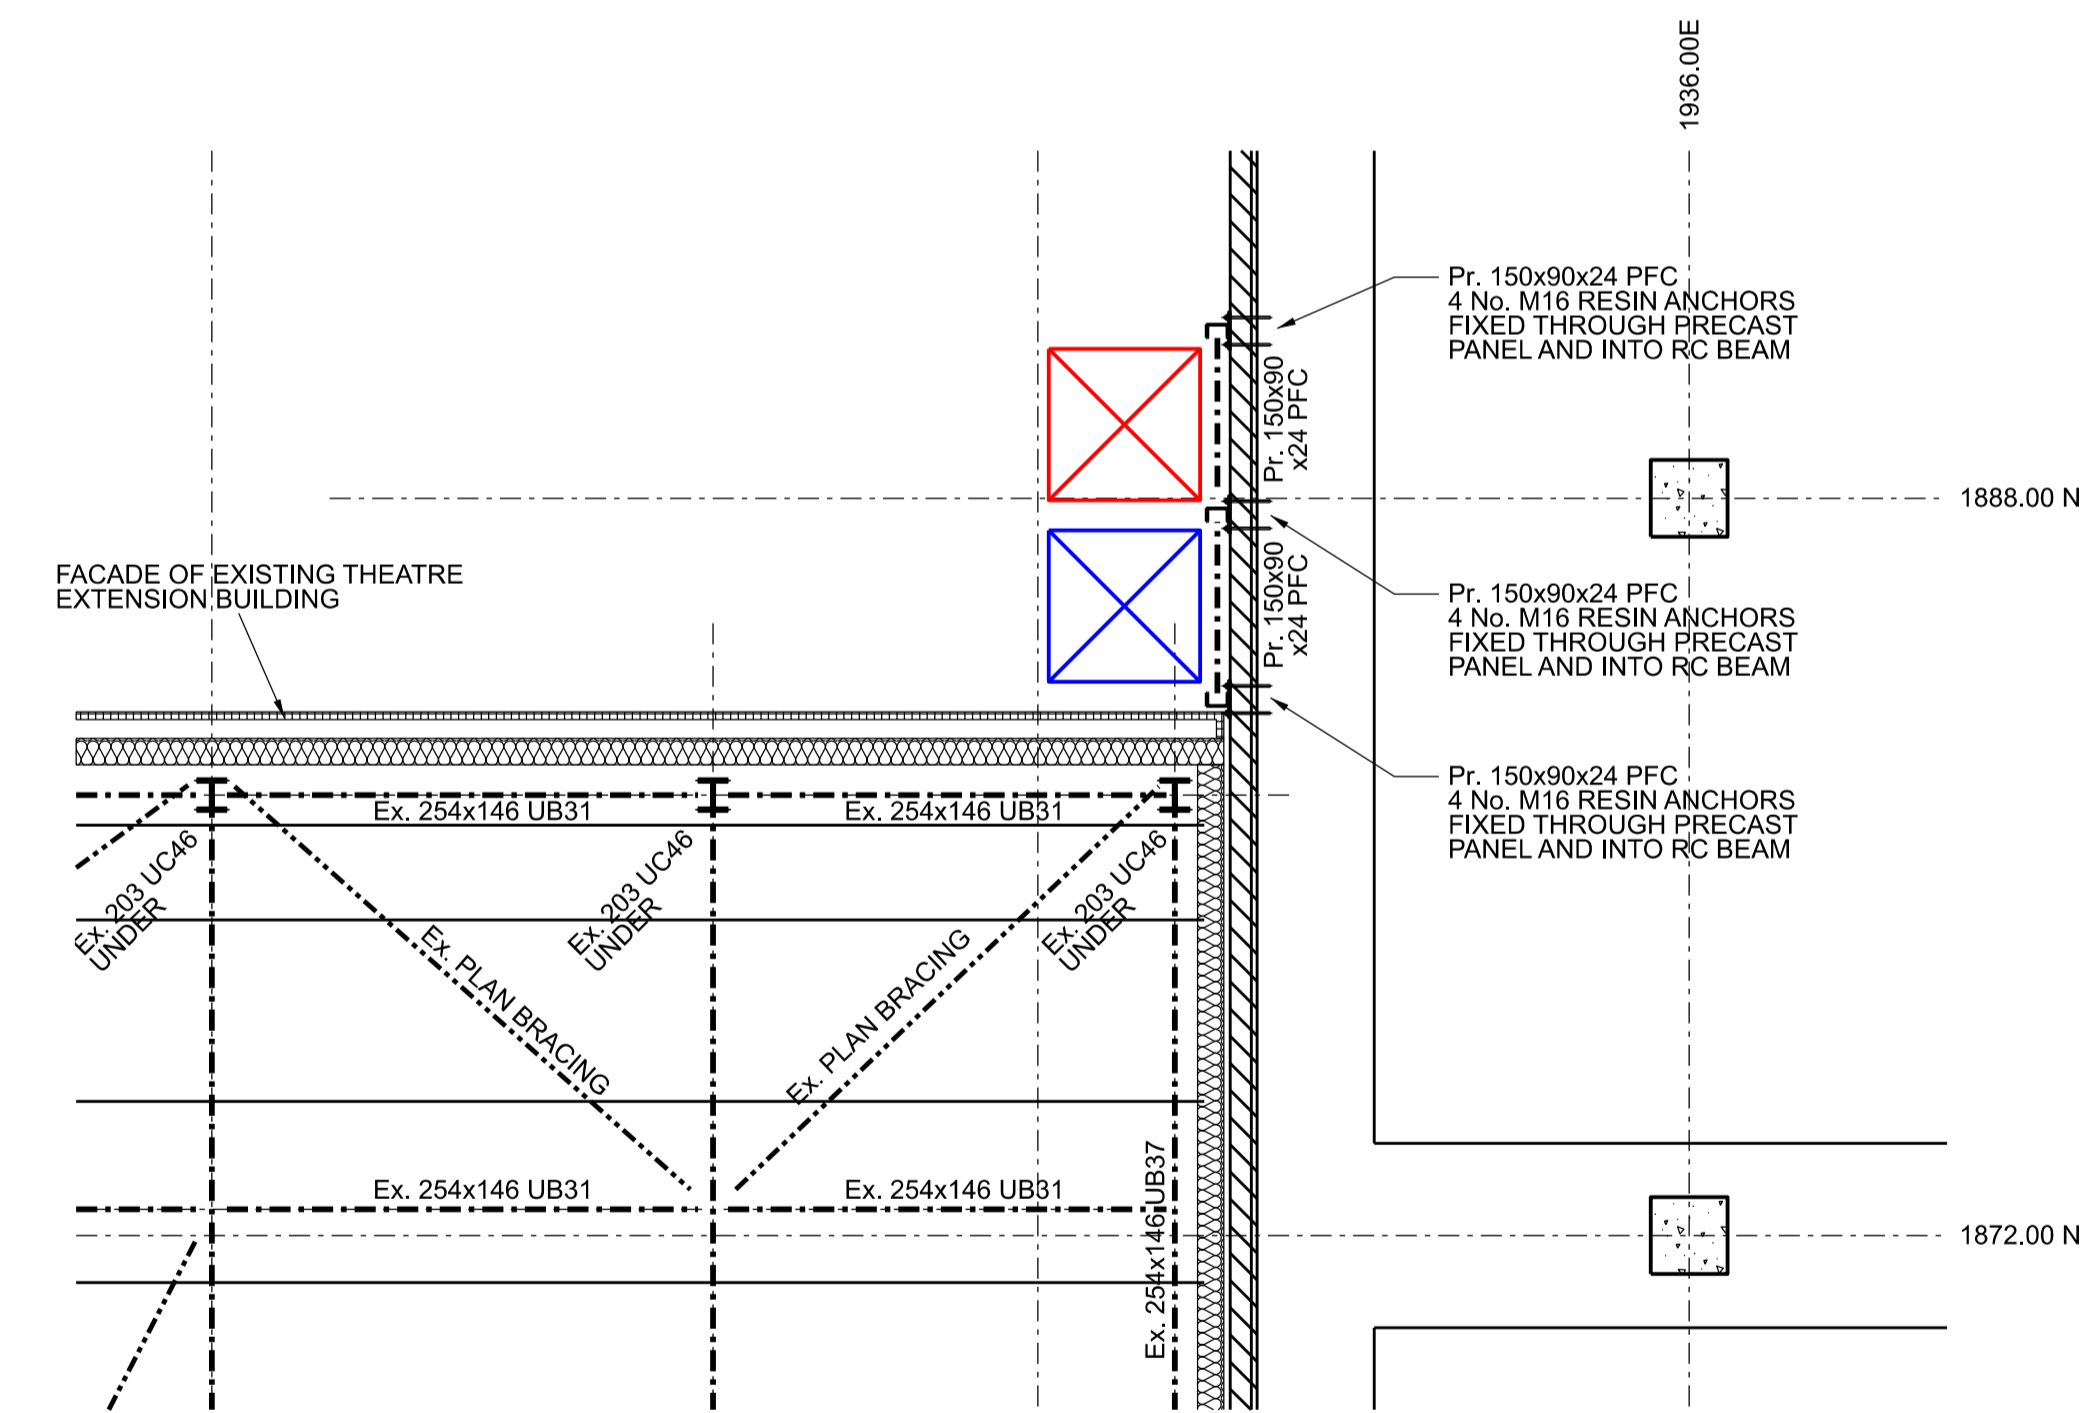 1936.00E
Pr. 150x90x24 PFC
4 No. M16 RESIN ANCHORS
FIXED THROUGH PRECAST
PANEL AND INTO RC BEAM
Pr. 150x90
x24 PFC
1888.00 N
FACADE OF EXISTING THEATRE
EXTENSION BUILDING
Pr. 150x90
x24 PFC
Pr. 150x90x24 PFC
4 No. M16 RESIN ANCHORS
FIXED THROUGH PRECAST
PANEL AND INTO RC BEAM
Pr. 150x90x24 PFC
4 No. M16 RESIN ANCHORS
FIXED THROUGH PRECAST
PANEL AND INTO RC BEAM
Ex. 254x146 UB31
Ex. 254x146 UB31
Ex. 203 UC46
UNDER
Ex. 203 UC46
UNDER
Ex. 203 UC46
UNDER
Ex. PLAN BRACING
Ex. PLAN BRACING
Ex. 254x146 UB31
Ex. 254x146 UB31
Ex. 254x146 UB37
1872.00 N